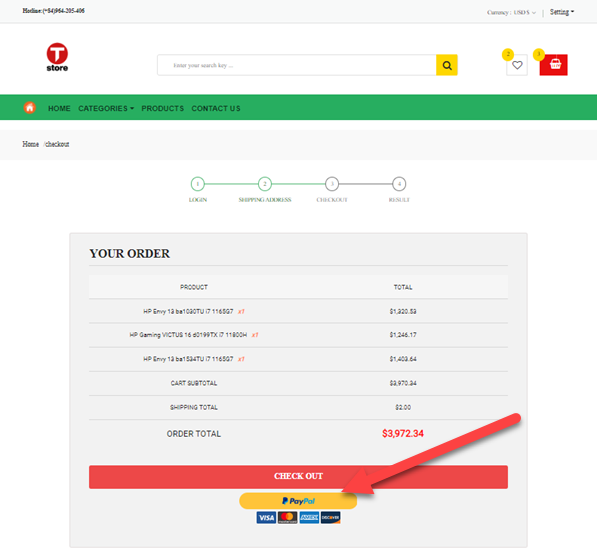 Hotline:(+84)964-205-406
Currency : USD $
Setting
T
store
Enter your search key ...
2
3
HOME CATEGORIES PRODUCTS CONTACT US
Home /checkout
1 2 3 4
LOGIN SHIPPING ADDRESS CHECKOUT RESULT
YOUR ORDER
PRODUCT TOTAL
HP Envy 13 ba1030TU i7 1165G7 x1 $1,320.53
HP Gaming VICTUS 16 d0199TX i7 11800H x1 $1,246.17
HP Envy 13 ba1534TU i7 1165G7 x1 $1,403.64
CART SUBTOTAL $3,970.34
SHIPPING TOTAL $2.00
ORDER TOTAL $3,972.34
CHECK OUT
PayPal
VISA DISCOVER